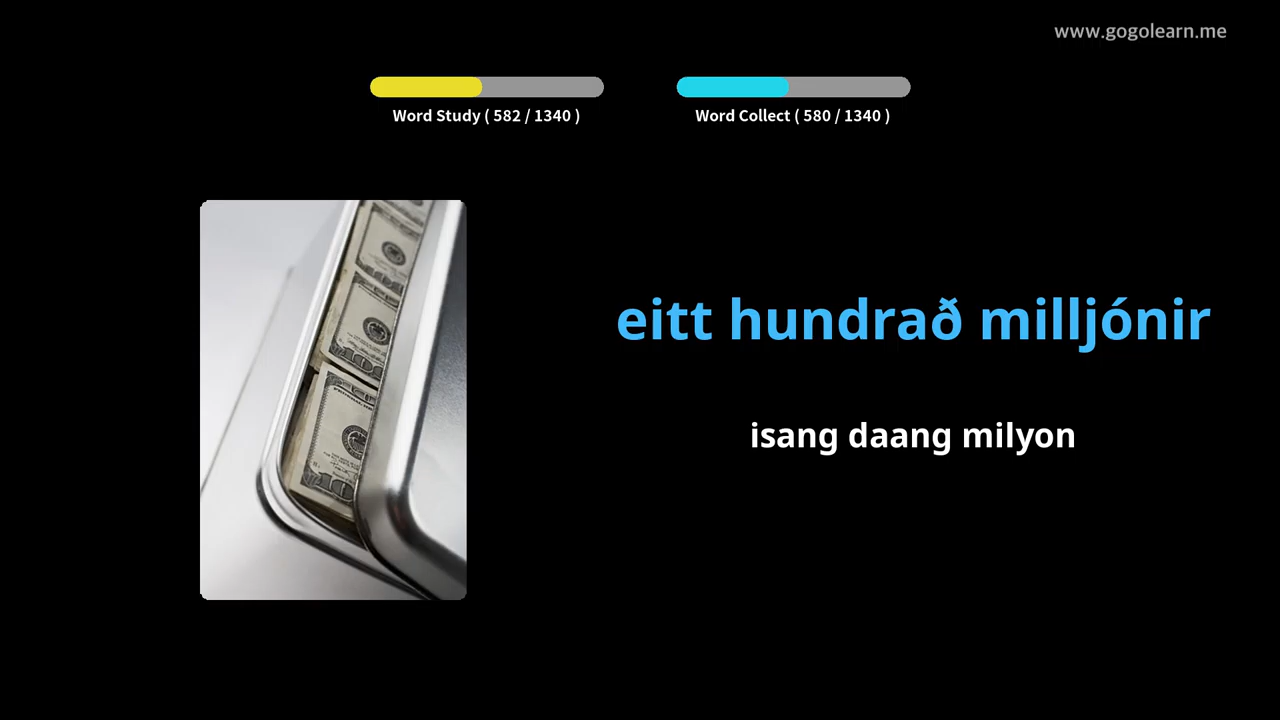 www.gogolearn.me
Word Study ( 582 / 1340 )
Word Collect ( 580 / 1340 )
eitt hundrað milljónir
isang daang milyon